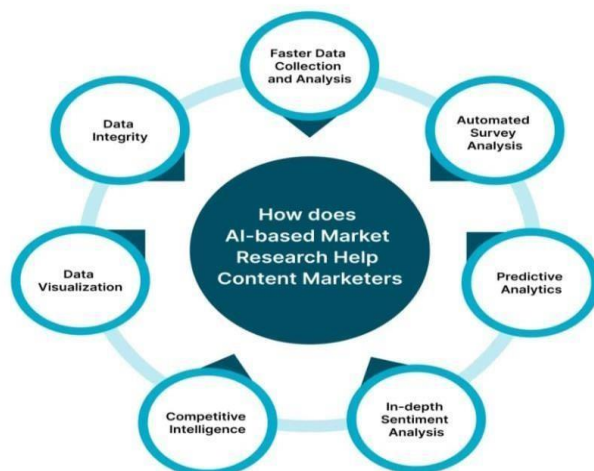 Faster Data
Collection
and Analysis
Automated
Survey
Analysis
Predictive
Analytics
In-depth
Sentiment
Analysis
Competitive
Intelligence
Data
Visualization
Data
Integrity
How does
AI-based Market
Research Help
Content Marketers